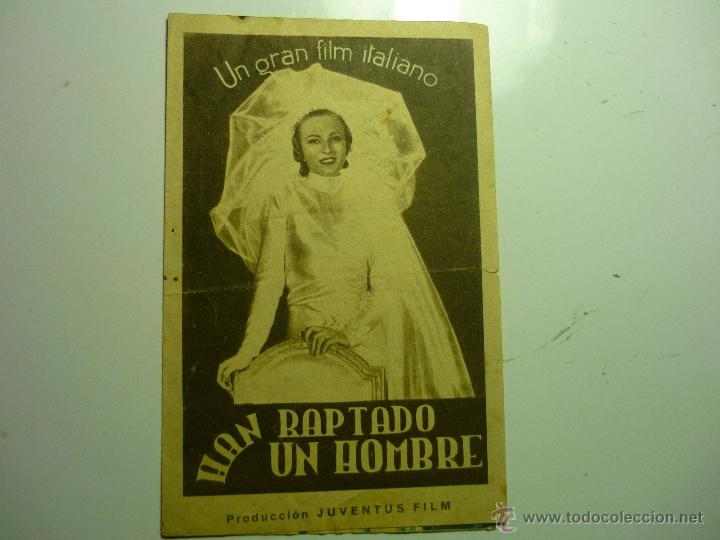 Un gran film italiano
HAN RAPTADO
UN HOMBRE
Producción JUVENTUS FILM
www.todocoleccion.net